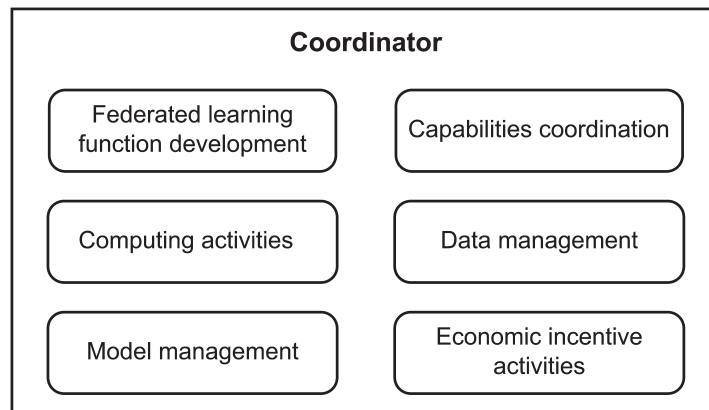 Coordinator
Federated learning
function development
Capabilities coordination
Computing activities
Data management
Model management
Economic incentive
activities